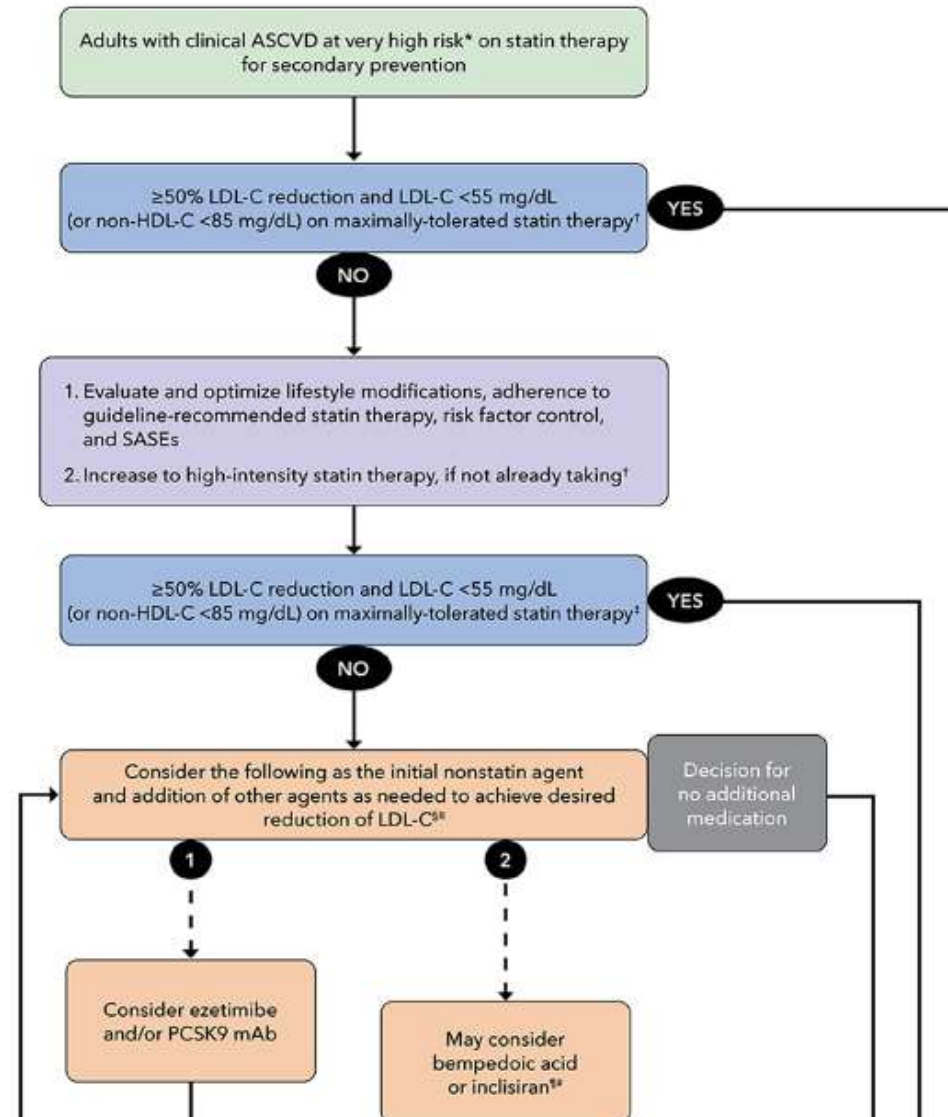 Adults with clinical ASCVD at very high risk* on statin therapy
for secondary prevention
≥50% LDL-C reduction and LDL-C <55 mg/dL
(or non-HDL-C <85 mg/dL) on maximally-tolerated statin therapy†
YES
NO
1. Evaluate and optimize lifestyle modifications, adherence to
guideline-recommended statin therapy, risk factor control,
and SASEs
2. Increase to high-intensity statin therapy, if not already taking†
≥50% LDL-C reduction and LDL-C <55 mg/dL
(or non-HDL-C <85 mg/dL) on maximally-tolerated statin therapy‡
YES
NO
Consider the following as the initial nonstatin agent
and addition of other agents as needed to achieve desired
reduction of LDL-C
Decision for
no additional
medication
1
2
Consider ezetimibe
and/or PCSK9 mAb
May consider
bempedoic acid
or inclisiran